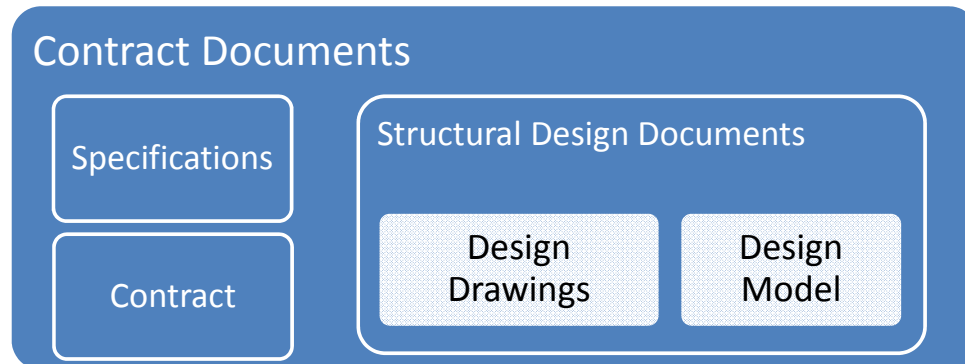 Contract Documents
Specifications
Contract
Structural Design Documents
Design
Drawings
Design
Model